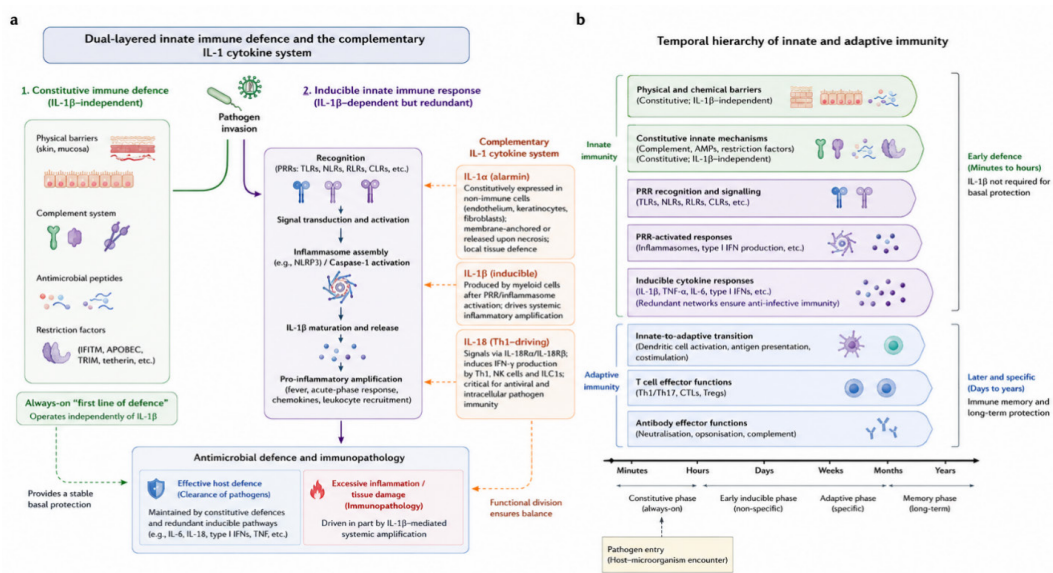 a
Dual-layered innate immune defence and the complementary
IL-1 cytokine system
1. Constitutive immune defence
(IL-1β–independent)
Pathogen
invasion
2. Inducible innate immune response
(IL-1β–dependent but redundant)
Physical barriers
(skin, mucosa)
Complement system
Antimicrobial peptides
Restriction factors
(IFITM, APOBEC,
TRIM, tetherin, etc.)
Always-on “first line of defence”
Operates independently of IL-1β
Provides a stable
basal protection
Recognition
(PRRs: TLRs, NLRs, RLRs, CLRs, etc.)
Signal transduction and activation
Inflammasome assembly
(e.g., NLRP3) / Caspase-1 activation
IL-1β maturation and release
Pro-inflammatory amplification
(fever, acute-phase response,
chemokines, leukocyte recruitment)
Complementary
IL-1 cytokine system
IL-1α (alarmin)
Constitutively expressed in
non-immune cells
(endothelium, keratinocytes,
fibroblasts);
membrane-anchored or
released upon necrosis;
local tissue defence
IL-1β (inducible)
Produced by myeloid cells
after PRR/inflammasome
activation; drives systemic
inflammatory amplification
IL-18 (Th1–driving)
Signals via IL-18Rα/IL-18Rβ;
induces IFN-γ production
by Th1, NK cells and ILC1s;
critical for antiviral and
intracellular pathogen
immunity
Functional division
ensures balance
Antimicrobial defence and immunopathology
Effective host defence
(Clearance of pathogens)
Maintained by constitutive defences
and redundant inducible pathways
(e.g., IL-6, IL-18, type I IFNs, TNF, etc.)
Excessive inflammation /
tissue damage
(Immunopathology)
Driven in part by IL-1β–mediated
systemic amplification
b
Temporal hierarchy of innate and adaptive immunity
Innate
immunity
Physical and chemical barriers
(Constitutive; IL-1β–independent)
Constitutive innate mechanisms
(Complement, AMPs, restriction factors)
(Constitutive; IL-1β–independent)
PRR recognition and signalling
(TLRs, NLRs, RLRs, CLRs, etc.)
PRR-activated responses
(Inflammasomes, type I IFN production, etc.)
Inducible cytokine responses
(IL-1β, TNF-α, IL-6, type I IFNs, etc.)
(Redundant networks ensure anti-infective immunity)
Early defence
(Minutes to hours)
IL-1β not required for
basal protection
Adaptive
immunity
Innate-to-adaptive transition
(Dendritic cell activation, antigen presentation,
costimulation)
T cell effector functions
(Th1/Th17, CTLs, Tregs)
Antibody effector functions
(Neutralisation, opsonisation, complement)
Later and specific
(Days to years)
Immune memory and
long-term protection
Minutes Hours Days Weeks Months Years
Constitutive phase
(always-on)
Early inducible phase
(non-specific)
Adaptive phase
(specific)
Memory phase
(long-term)
Pathogen entry
(Host–microorganism encounter)